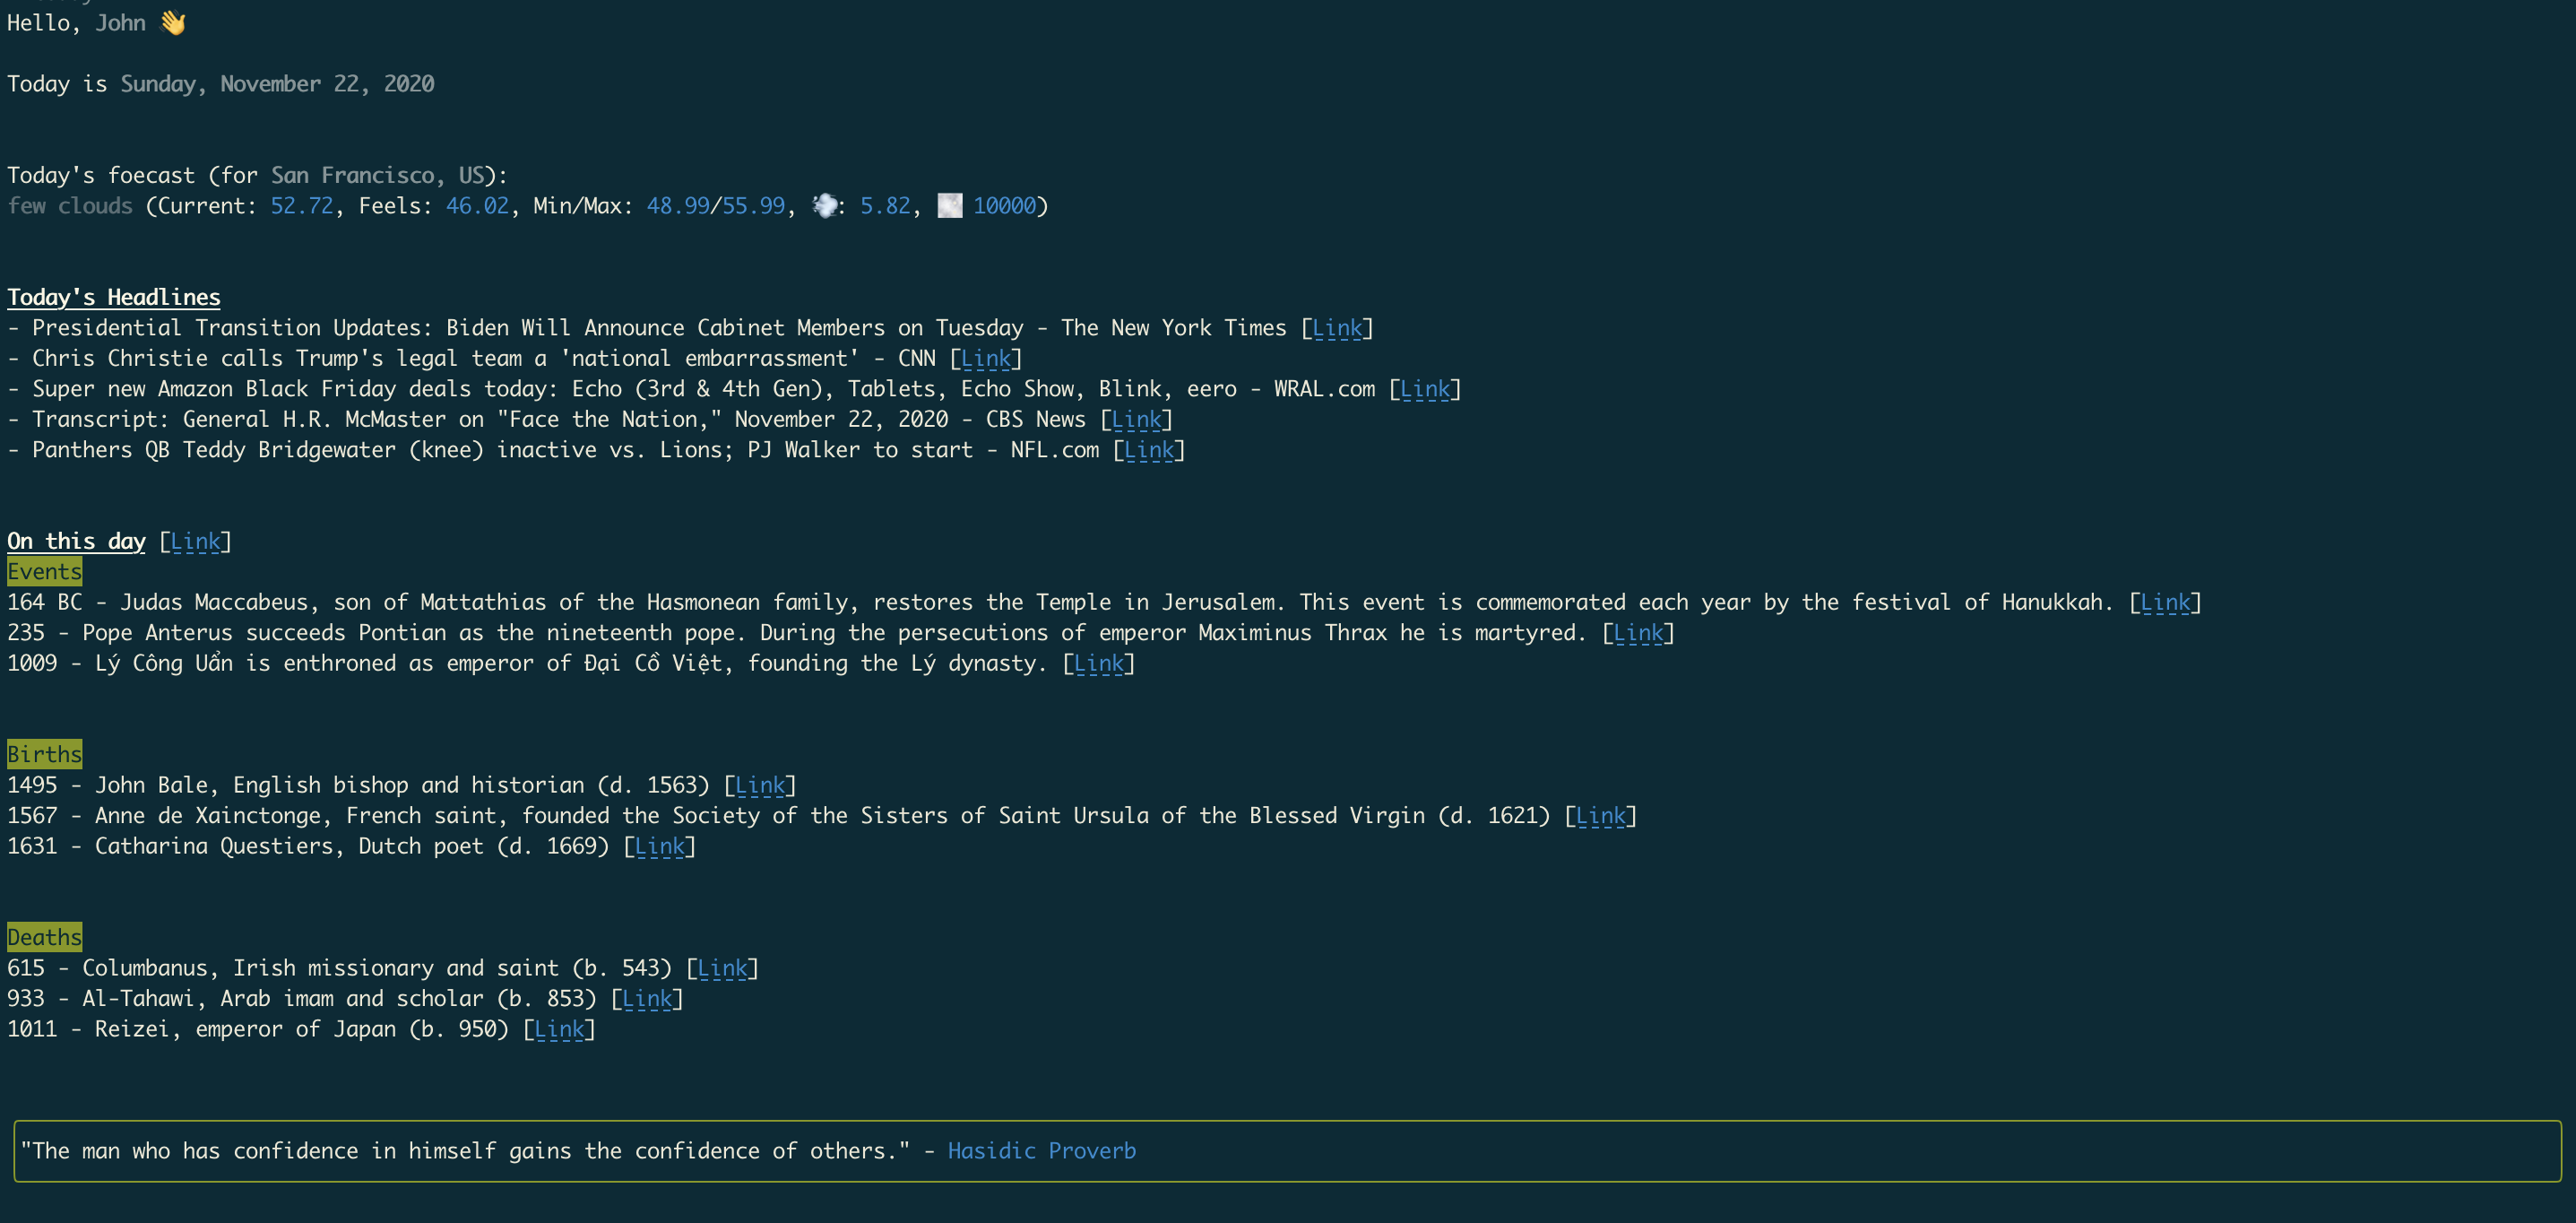 Hello, John 👋
Today is Sunday, November 22, 2020
Today's foecast (for San Francisco, US):
few clouds (Current: 52.72, Feels: 46.02, Min/Max: 48.99/55.99, 💨: 5.82, 🌫 10000)
Today's Headlines
- Presidential Transition Updates: Biden Will Announce Cabinet Members on Tuesday - The New York Times [Link]
- Chris Christie calls Trump's legal team a 'national embarrassment' - CNN [Link]
- Super new Amazon Black Friday deals today: Echo (3rd & 4th Gen), Tablets, Echo Show, Blink, eero - WRAL.com [Link]
- Transcript: General H.R. McMaster on "Face the Nation," November 22, 2020 - CBS News [Link]
- Panthers QB Teddy Bridgewater (knee) inactive vs. Lions; PJ Walker to start - NFL.com [Link]
On this day [Link]
Events
164 BC - Judas Maccabeus, son of Mattathias of the Hasmonean family, restores the Temple in Jerusalem. This event is commemorated each year by the festival of Hanukkah. [Link]
235 - Pope Anterus succeeds Pontian as the nineteenth pope. During the persecutions of emperor Maximinus Thrax he is martyred. [Link]
1009 - Lý Công Uẩn is enthroned as emperor of Đại Cồ Việt, founding the Lý dynasty. [Link]
Births
1495 - John Bale, English bishop and historian (d. 1563) [Link]
1567 - Anne de Xainctonge, French saint, founded the Society of the Sisters of Saint Ursula of the Blessed Virgin (d. 1621) [Link]
1631 - Catharina Questiers, Dutch poet (d. 1669) [Link]
Deaths
615 - Columbanus, Irish missionary and saint (b. 543) [Link]
933 - Al-Tahawi, Arab imam and scholar (b. 853) [Link]
1011 - Reizei, emperor of Japan (b. 950) [Link]
"The man who has confidence in himself gains the confidence of others." - Hasidic Proverb